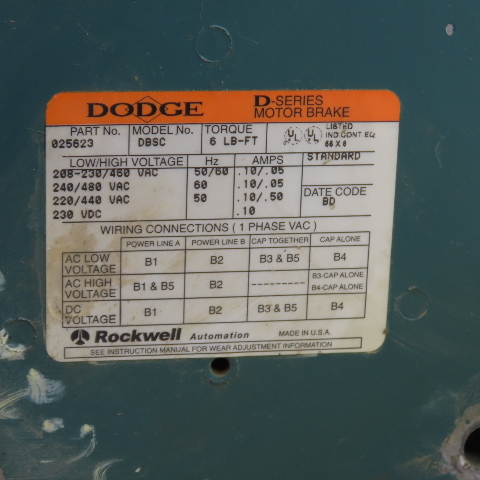 DODGE D-SERIES MOTOR BRAKE
PART No. MODEL No. TORQUE LISTED IND CONT EQ 66 X 6
025623 DBSC 6 LB-FT
LOW/HIGH VOLTAGE Hz AMPS STANDARD
208-230/460 VAC 50/60 .10/.05
240/480 VAC 60 .10/.05
220/440 VAC 50 .10/.50
230 VDC .10
DATE CODE
BD
WIRING CONNECTIONS ( 1 PHASE VAC )
POWER LINE A POWER LINE B CAP TOGETHER CAP ALONE
AC LOW VOLTAGE B1 B2 B3 & B5 B4
AC HIGH VOLTAGE B1 & B5 B2 ---------- B3-CAP ALONE B4-CAP ALONE
DC VOLTAGE B1 B2 B3 & B5 B4
Rockwell Automation MADE IN U.S.A.
SEE INSTRUCTION MANUAL FOR WEAR ADJUSTMENT INFORMATION